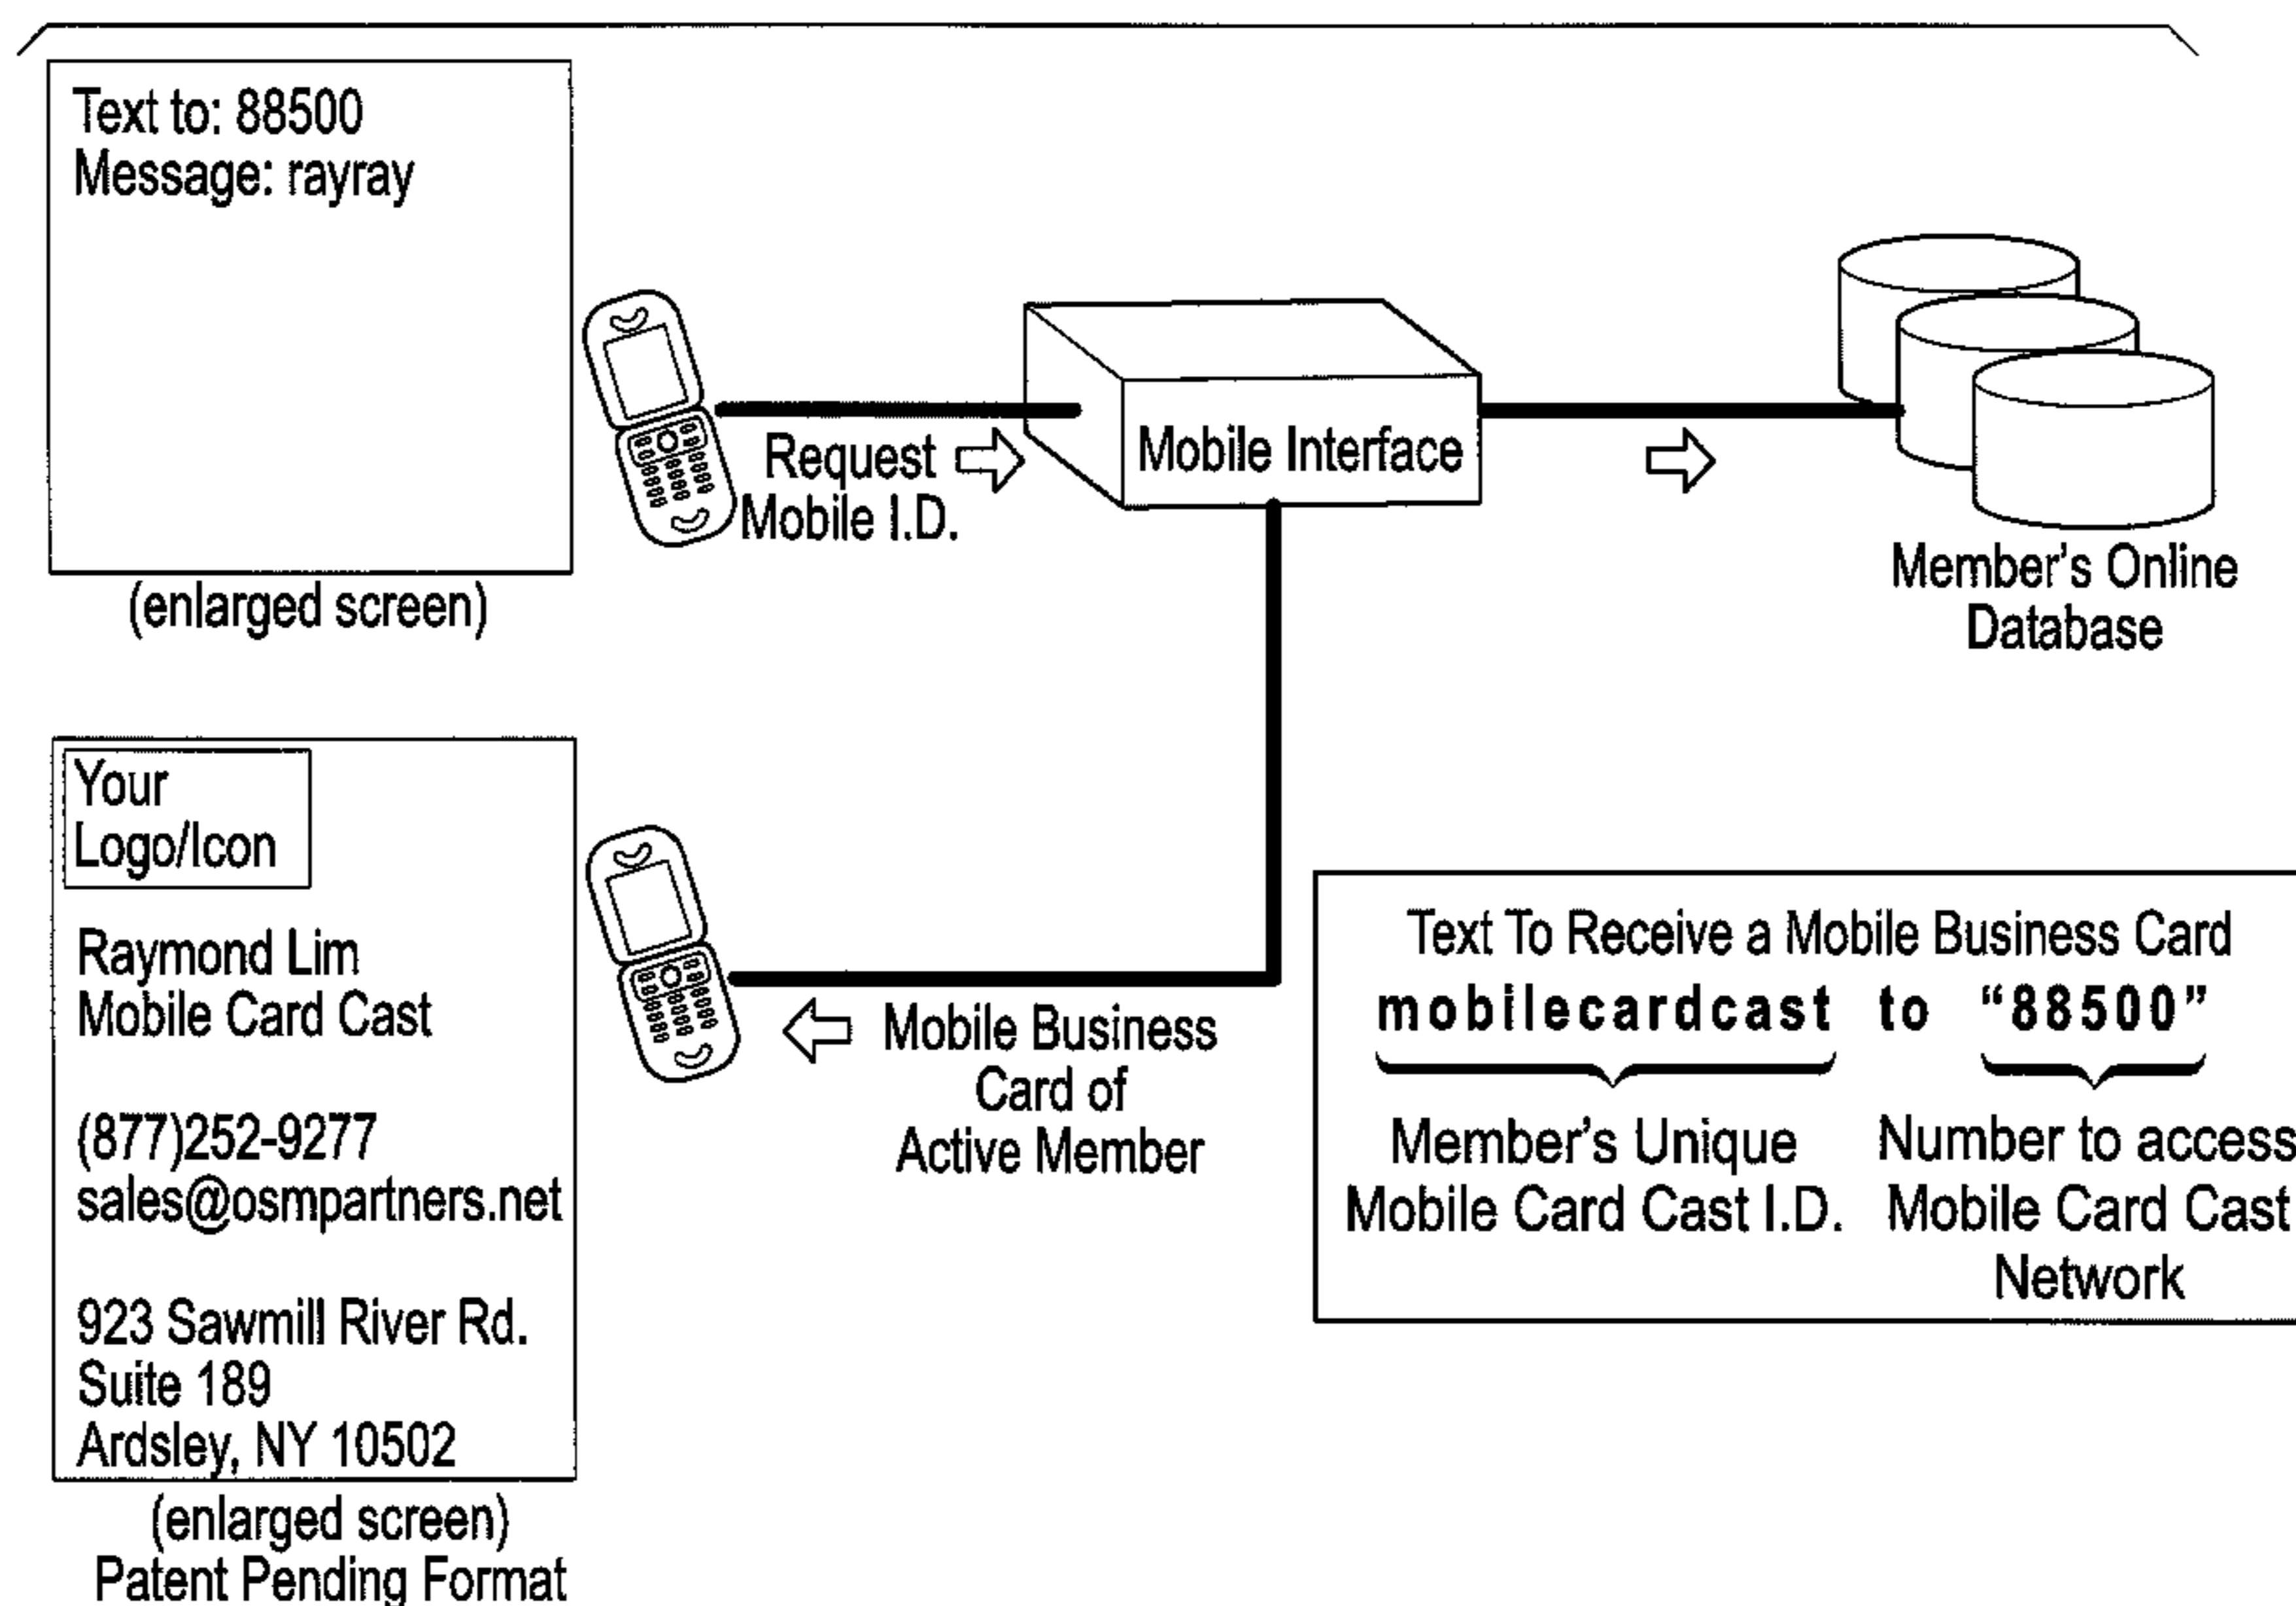 Text to: 88500
Message: rayray
(enlarged screen)
Request
Mobile I.D.
Mobile Interface
Member's Online
Database
Your
Logo/Icon
Raymond Lim
Mobile Card Cast
(877)252-9277
sales@osmpartners.net
923 Sawmill River Rd.
Suite 189
Ardsley, NY 10502
(enlarged screen)
Patent Pending Format
Mobile Business
Card of
Active Member
Text To Receive a Mobile Business Card
mobilecardcast to “88500”
Member's Unique
Mobile Card Cast I.D.
Number to access
Mobile Card Cast
Network